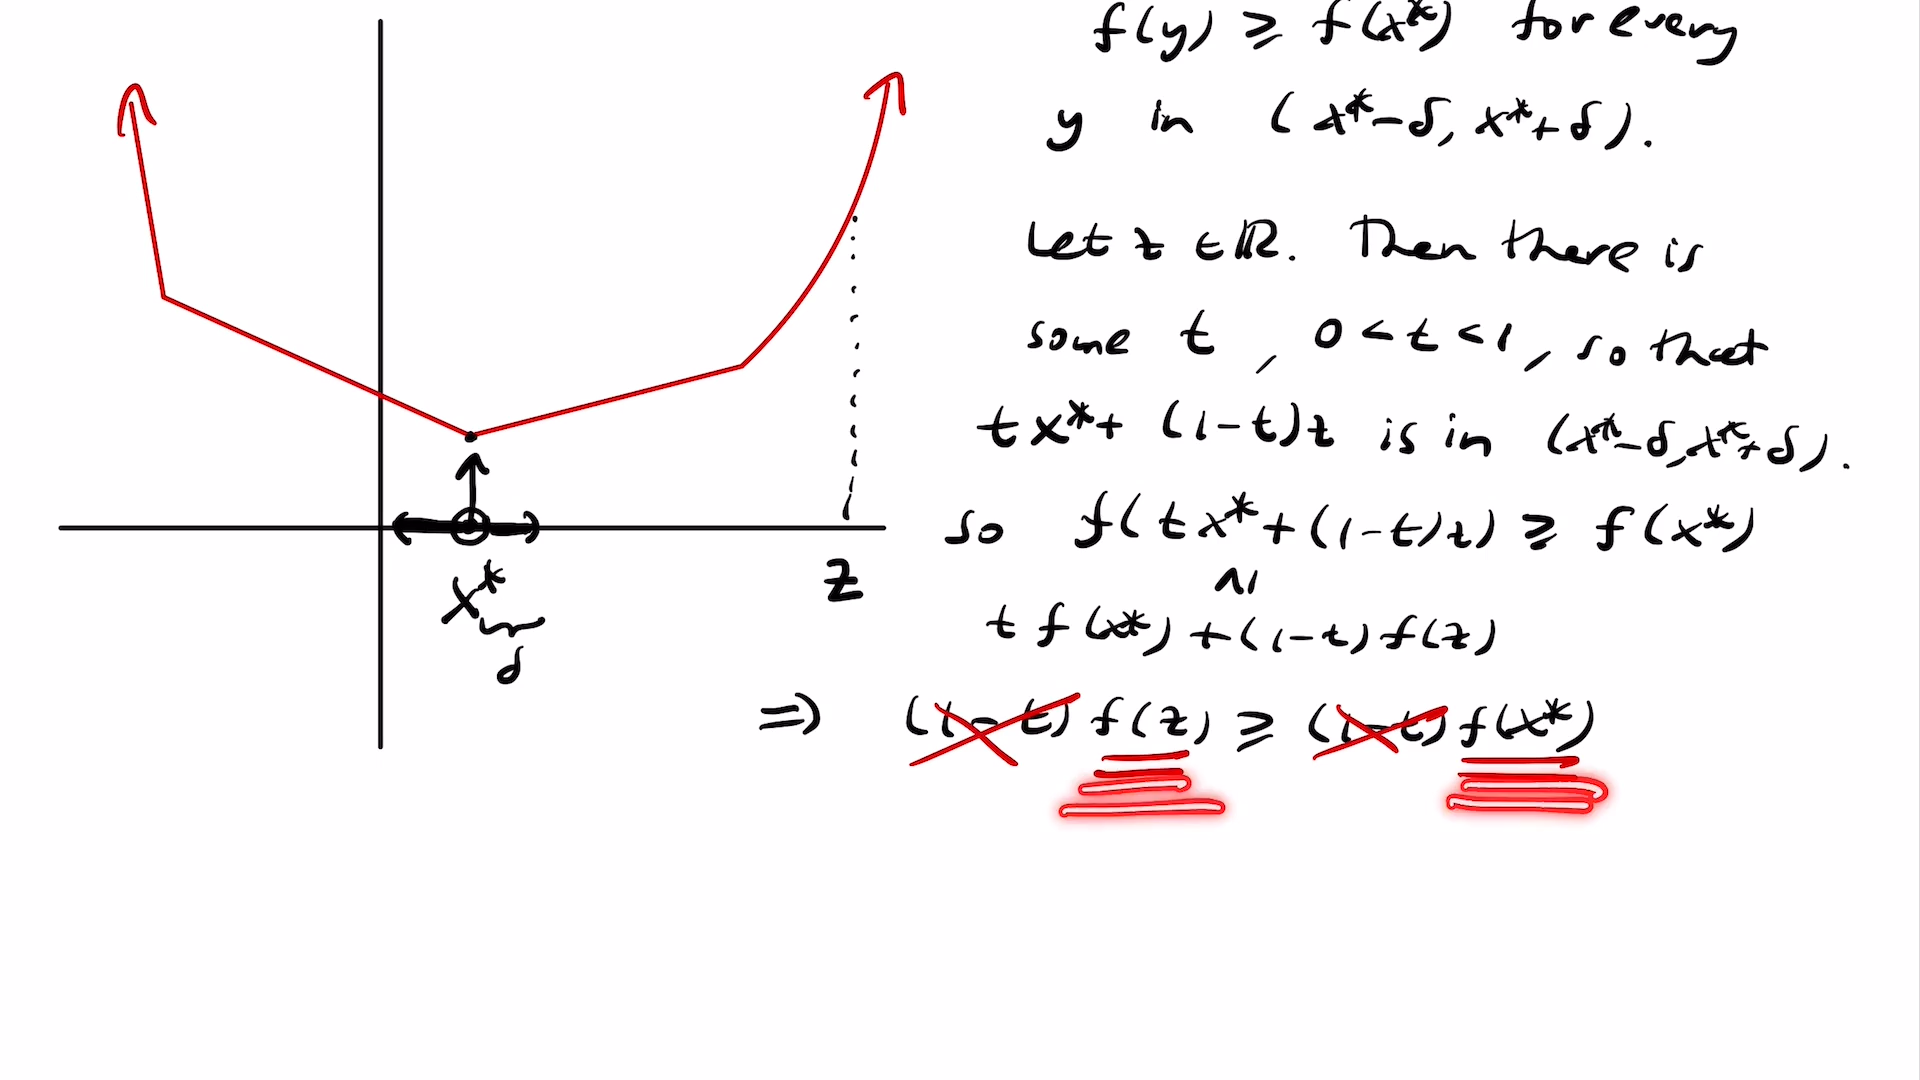 f(y) ≥ f(x*) for every
y in (x*-δ, x*+δ).
Let z ∈ ℝ. Then there is
some t, 0 < t < 1, so that
tx* + (1-t)z is in (x*-δ, x*+δ).
so f(tx* + (1-t)z) ≥ f(x*)
≤
t f(x*) + (1-t) f(z)
⇒ (1-t) f(z) ≥ (1-t) f(x*)
x*
δ
z